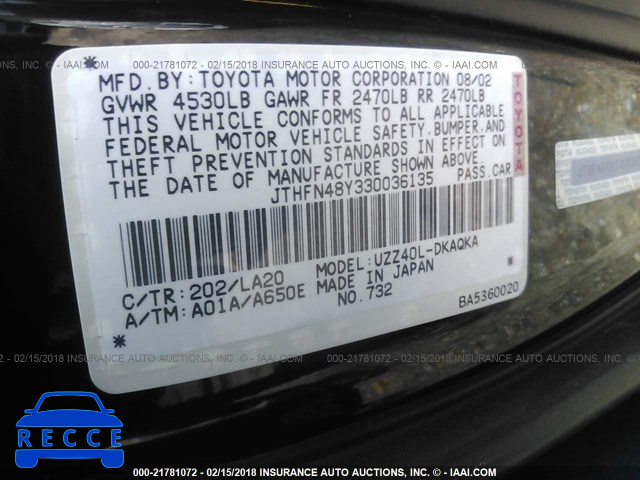 000-21781072 - 02/15/2018 INSURANCE AUTO AUCTIONS, INC. © - IAAI.COM
MFD. BY: TOYOTA MOTOR CORPORATION 08/02
GVWR 4530LB GAWR FR 2470LB RR 2470LB
THIS VEHICLE CONFORMS TO ALL APPLICABLE
FEDERAL MOTOR VEHICLE SAFETY, BUMPER, AND
THEFT PREVENTION STANDARDS IN EFFECT ON
THE DATE OF MANUFACTURE SHOWN ABOVE.
JTHFN48Y330036135 PASS. CAR
TOYOTA
C/TR: 202/LA20 MODEL: UZZ40L-DKAQKA
A/TM: A01A/A650E MADE IN JAPAN
NO. 732 BA5360020
000-21781072 - 02/15/2018 INSURANCE AUTO AUCTIONS, INC. © - IAAI.COM
RECCE
000-21781072 - 02/15/2018 INSURANCE AUTO AUCTIONS, INC. © - IAAI.COM